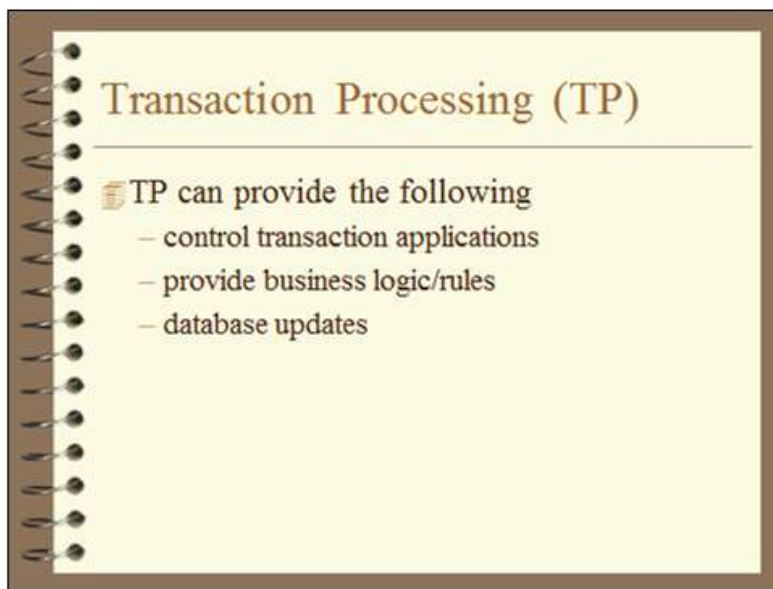 Transaction Processing (TP)
TP can provide the following
– control transaction applications
– provide business logic/rules
– database updates